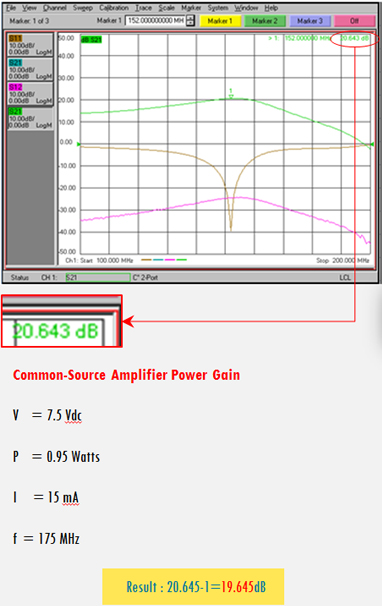 File View Channel Sweep Calibration Trace Scale Marker System Window Help
Marker: 1 of 3 Marker 1 152.000000000 MH Marker 1 Marker 2 Marker 3 Off
S11
10.00dB/
0.00dB LogM
S22
10.00dB/
0.00dB LogM
S12
10.00dB/
0.00dB LogM
S21
10.00dB/
0.00dB LogM
50.00 dB S21 > 1: 152.000000 MHz 20.643 dB
40.00
30.00
20.00
10.00
0.00
-10.00
-20.00
-30.00
-40.00
-50.00
1
Ch1: Start 100.000 MHz Stop 200.000 MHz
Status CH 1: S21 C* 2-Port LCL
20.643 dB
Common-Source Amplifier Power Gain
V = 7.5 Vdc
P = 0.95 Watts
I = 15 mA
f = 175 MHz
Result : 20.645-1=19.645dB